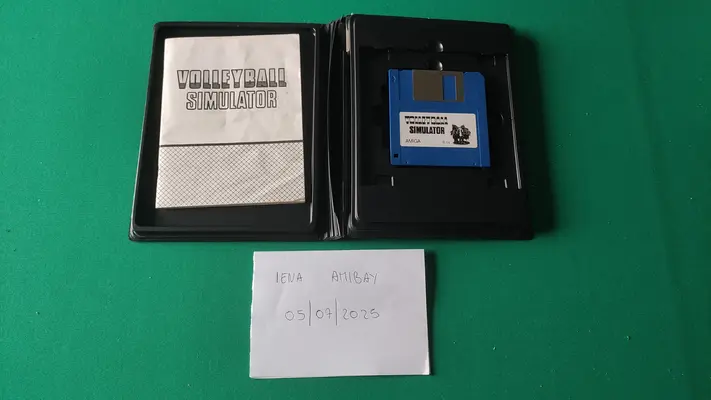 VOLLEYBALL
SIMULATOR
VOLLEYBALL
SIMULATOR
AMIGA
IENA AMIBAY
05/07/2025